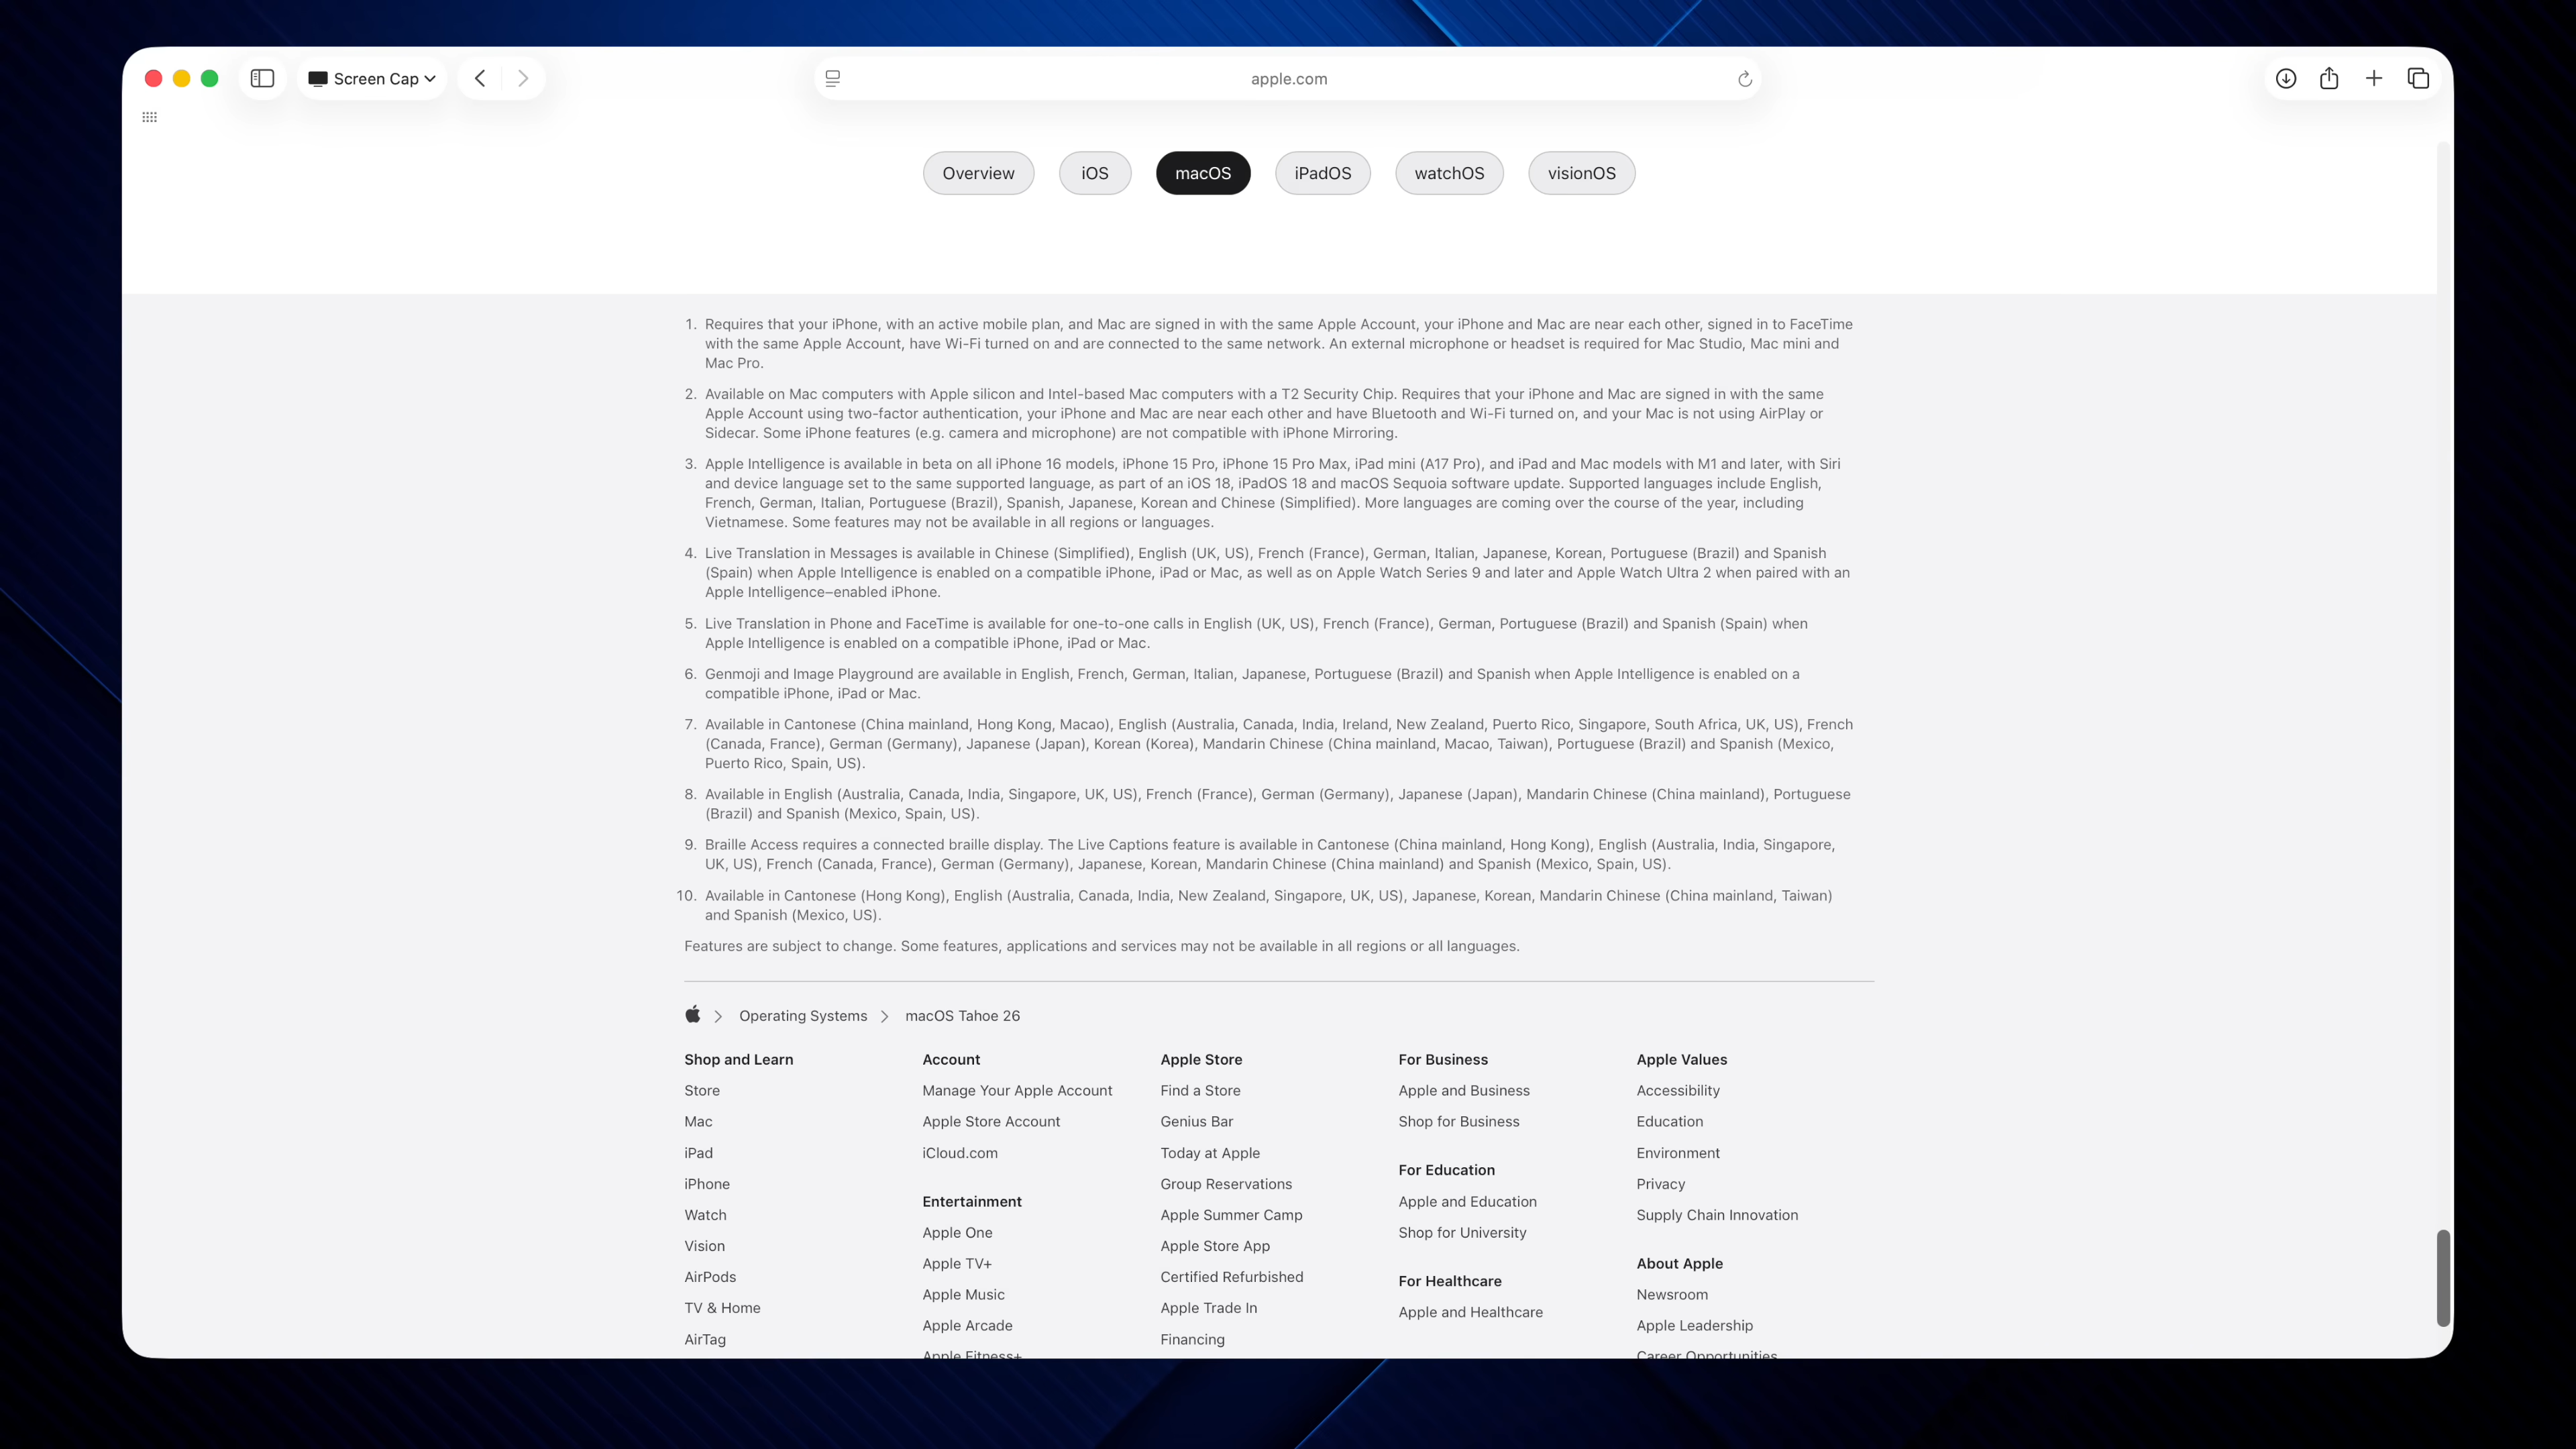 Screen Cap
apple.com
Overview
iOS
macOS
iPadOS
watchOS
visionOS
1. Requires that your iPhone, with an active mobile plan, and Mac are signed in with the same Apple Account, your iPhone and Mac are near each other, signed in to FaceTime
with the same Apple Account, have Wi-Fi turned on and are connected to the same network. An external microphone or headset is required for Mac Studio, Mac mini and
Mac Pro.
2. Available on Mac computers with Apple silicon and Intel-based Mac computers with a T2 Security Chip. Requires that your iPhone and Mac are signed in with the same
Apple Account using two-factor authentication, your iPhone and Mac are near each other and have Bluetooth and Wi-Fi turned on, and your Mac is not using AirPlay or
Sidecar. Some iPhone features (e.g. camera and microphone) are not compatible with iPhone Mirroring.
3. Apple Intelligence is available in beta on all iPhone 16 models, iPhone 15 Pro, iPhone 15 Pro Max, iPad mini (A17 Pro), and iPad and Mac models with M1 and later, with Siri
and device language set to the same supported language, as part of an iOS 18, iPadOS 18 and macOS Sequoia software update. Supported languages include English,
French, German, Italian, Portuguese (Brazil), Spanish, Japanese, Korean and Chinese (Simplified). More languages are coming over the course of the year, including
Vietnamese. Some features may not be available in all regions or languages.
4. Live Translation in Messages is available in Chinese (Simplified), English (UK, US), French (France), German, Italian, Japanese, Korean, Portuguese (Brazil) and Spanish
(Spain) when Apple Intelligence is enabled on a compatible iPhone, iPad or Mac, as well as on Apple Watch Series 9 and later and Apple Watch Ultra 2 when paired with an
Apple Intelligence–enabled iPhone.
5. Live Translation in Phone and FaceTime is available for one-to-one calls in English (UK, US), French (France), German, Portuguese (Brazil) and Spanish (Spain) when
Apple Intelligence is enabled on a compatible iPhone, iPad or Mac.
6. Genmoji and Image Playground are available in English, French, German, Italian, Japanese, Portuguese (Brazil) and Spanish when Apple Intelligence is enabled on a
compatible iPhone, iPad or Mac.
7. Available in Cantonese (China mainland, Hong Kong, Macao), English (Australia, Canada, India, Ireland, New Zealand, Puerto Rico, Singapore, South Africa, UK, US), French
(Canada, France), German (Germany), Japanese (Japan), Korean (Korea), Mandarin Chinese (China mainland, Macao, Taiwan), Portuguese (Brazil) and Spanish (Mexico,
Puerto Rico, Spain, US).
8. Available in English (Australia, Canada, India, Singapore, UK, US), French (France), German (Germany), Japanese (Japan), Mandarin Chinese (China mainland), Portuguese
(Brazil) and Spanish (Mexico, Spain, US).
9. Braille Access requires a connected braille display. The Live Captions feature is available in Cantonese (China mainland, Hong Kong), English (Australia, India, Singapore,
UK, US), French (Canada, France), German (Germany), Japanese, Korean, Mandarin Chinese (China mainland) and Spanish (Mexico, Spain, US).
10. Available in Cantonese (Hong Kong), English (Australia, Canada, India, New Zealand, Singapore, UK, US), Japanese, Korean, Mandarin Chinese (China mainland, Taiwan)
and Spanish (Mexico, US).
Features are subject to change. Some features, applications and services may not be available in all regions or all languages.
Operating Systems
macOS Tahoe 26
Shop and Learn
Store
Mac
iPad
iPhone
Watch
Vision
AirPods
TV & Home
AirTag
Account
Manage Your Apple Account
Apple Store Account
iCloud.com
Entertainment
Apple One
Apple TV+
Apple Music
Apple Arcade
Apple Fitness+
Apple Store
Find a Store
Genius Bar
Today at Apple
Group Reservations
Apple Summer Camp
Apple Store App
Certified Refurbished
Apple Trade In
Financing
For Business
Apple and Business
Shop for Business
For Education
Apple and Education
Shop for University
For Healthcare
Apple and Healthcare
Apple Values
Accessibility
Education
Environment
Privacy
Supply Chain Innovation
About Apple
Newsroom
Apple Leadership
Career Opportunities